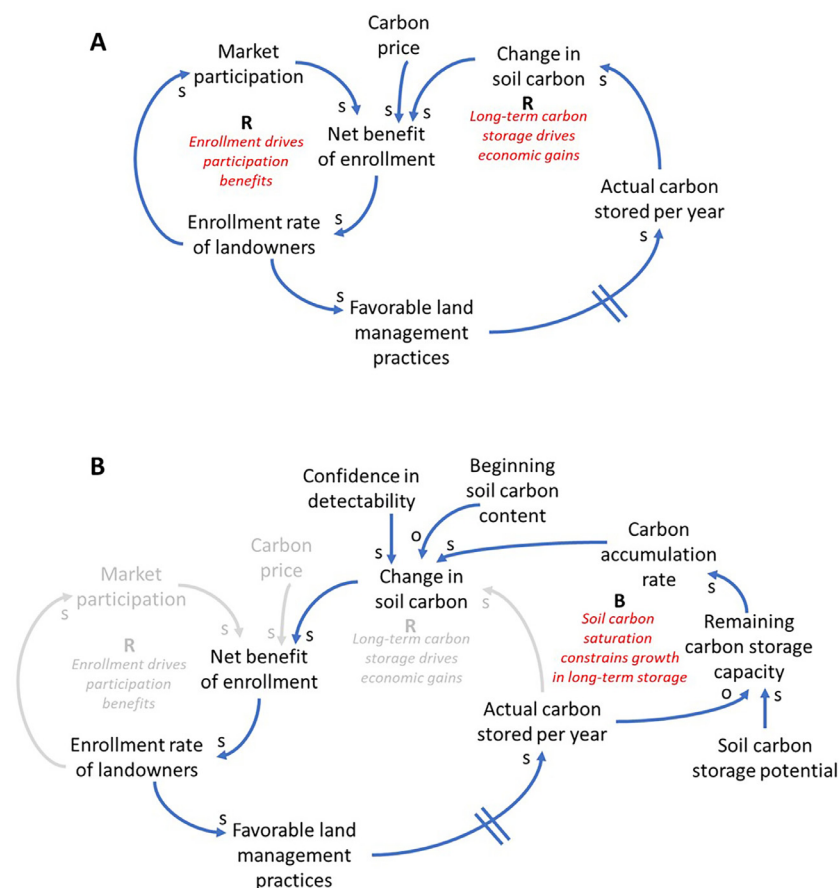 A
Carbon
price
Market
participation
Change in
soil carbon
s
s
s
s
s
R
Enrollment drives
participation
benefits
R
Long-term carbon
storage drives
economic gains
Net benefit
of enrollment
Actual carbon
stored per year
s
Enrollment rate
of landowners
s
s
Favorable land
management
practices
B
Confidence in
detectability
Beginning
soil carbon
content
o
s
s
Carbon
accumulation
rate
s
Carbon
price
Market
participation
s
Change in
soil carbon
s
B
Soil carbon
saturation
constrains growth
in long-term storage
Remaining
carbon storage
capacity
s
s
s
R
Enrollment drives
participation
benefits
R
Long-term carbon
storage drives
economic gains
Net benefit
of enrollment
o
s
Actual carbon
stored per year
s
Enrollment rate
of landowners
s
Soil carbon
storage potential
s
Favorable land
management
practices